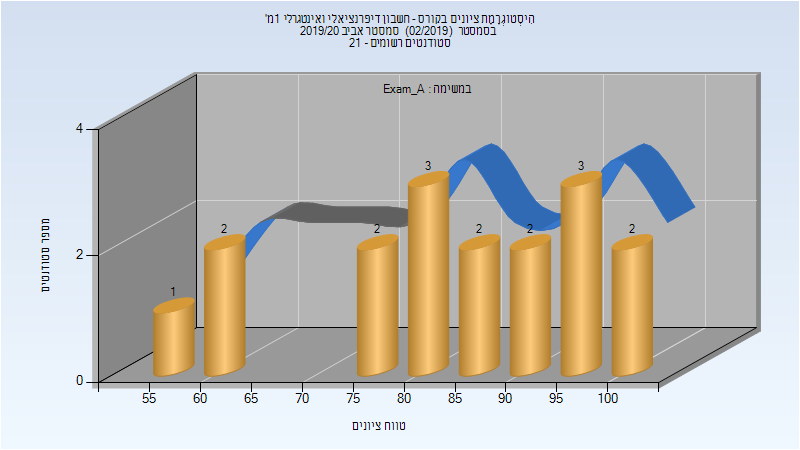 הִיסְטוֹגְרָמַת ציונים בקורס - חשבון דיפרנציאלי ואינטגרלי 1מ'
בסמסטר (02/2019) סמסטר אביב 2019/20
סטודנטים רשומים - 21
במשימה : Exam_A
מספר סטודנטים
4
2
0
1
2
2
3
2
2
3
2
55 60 65 70 75 80 85 90 95 100
טווח ציונים